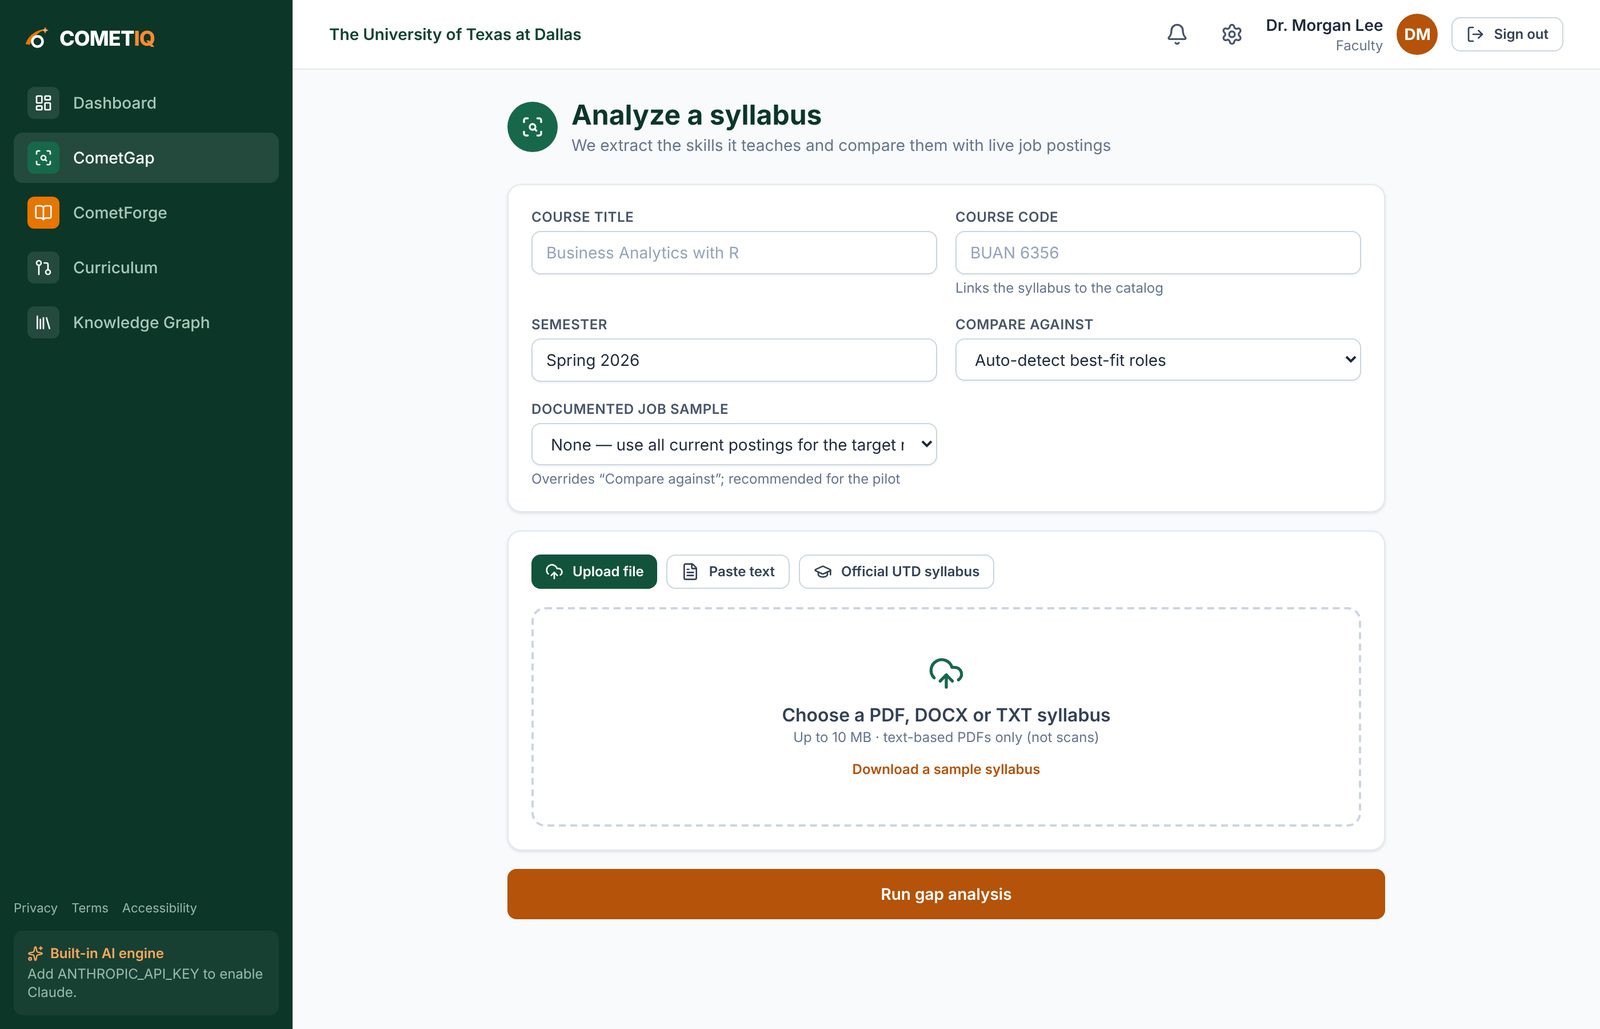 COMETIQ
Dashboard
CometGap
CometForge
Curriculum
Knowledge Graph
Privacy Terms Accessibility
Built-in AI engine
Add ANTHROPIC_API_KEY to enable
Claude.
The University of Texas at Dallas
Dr. Morgan Lee
Faculty
DM
Sign out
Analyze a syllabus
We extract the skills it teaches and compare them with live job postings
COURSE TITLE
Business Analytics with R
COURSE CODE
BUAN 6356
Links the syllabus to the catalog
SEMESTER
Spring 2026
COMPARE AGAINST
Auto-detect best-fit roles
DOCUMENTED JOB SAMPLE
None — use all current postings for the target r
Overrides “Compare against”; recommended for the pilot
Upload file
Paste text
Official UTD syllabus
Choose a PDF, DOCX or TXT syllabus
Up to 10 MB · text-based PDFs only (not scans)
Download a sample syllabus
Run gap analysis